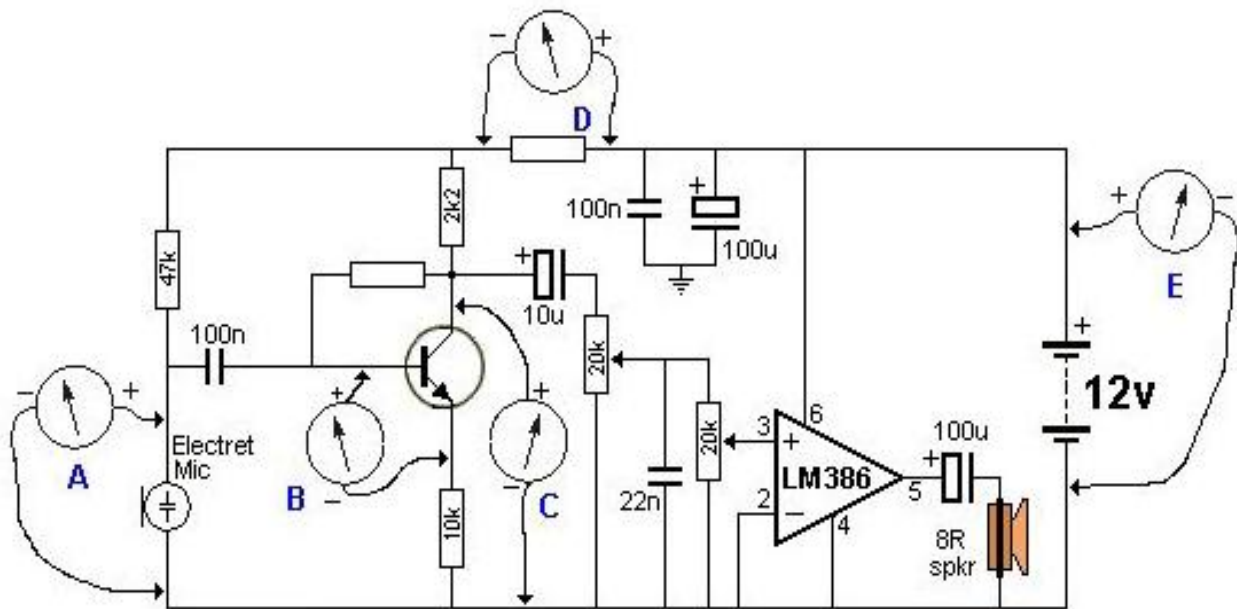 − +
D
100n
+
100u
2k2
+ −
E
47k
100n
+
10u
20k
+
12v
− +
A
Electret
Mic
+
B
−
+
C
−
10k
22n
20k
3 +
6
LM386
2 −
4
5
100u
+
8R
spkr